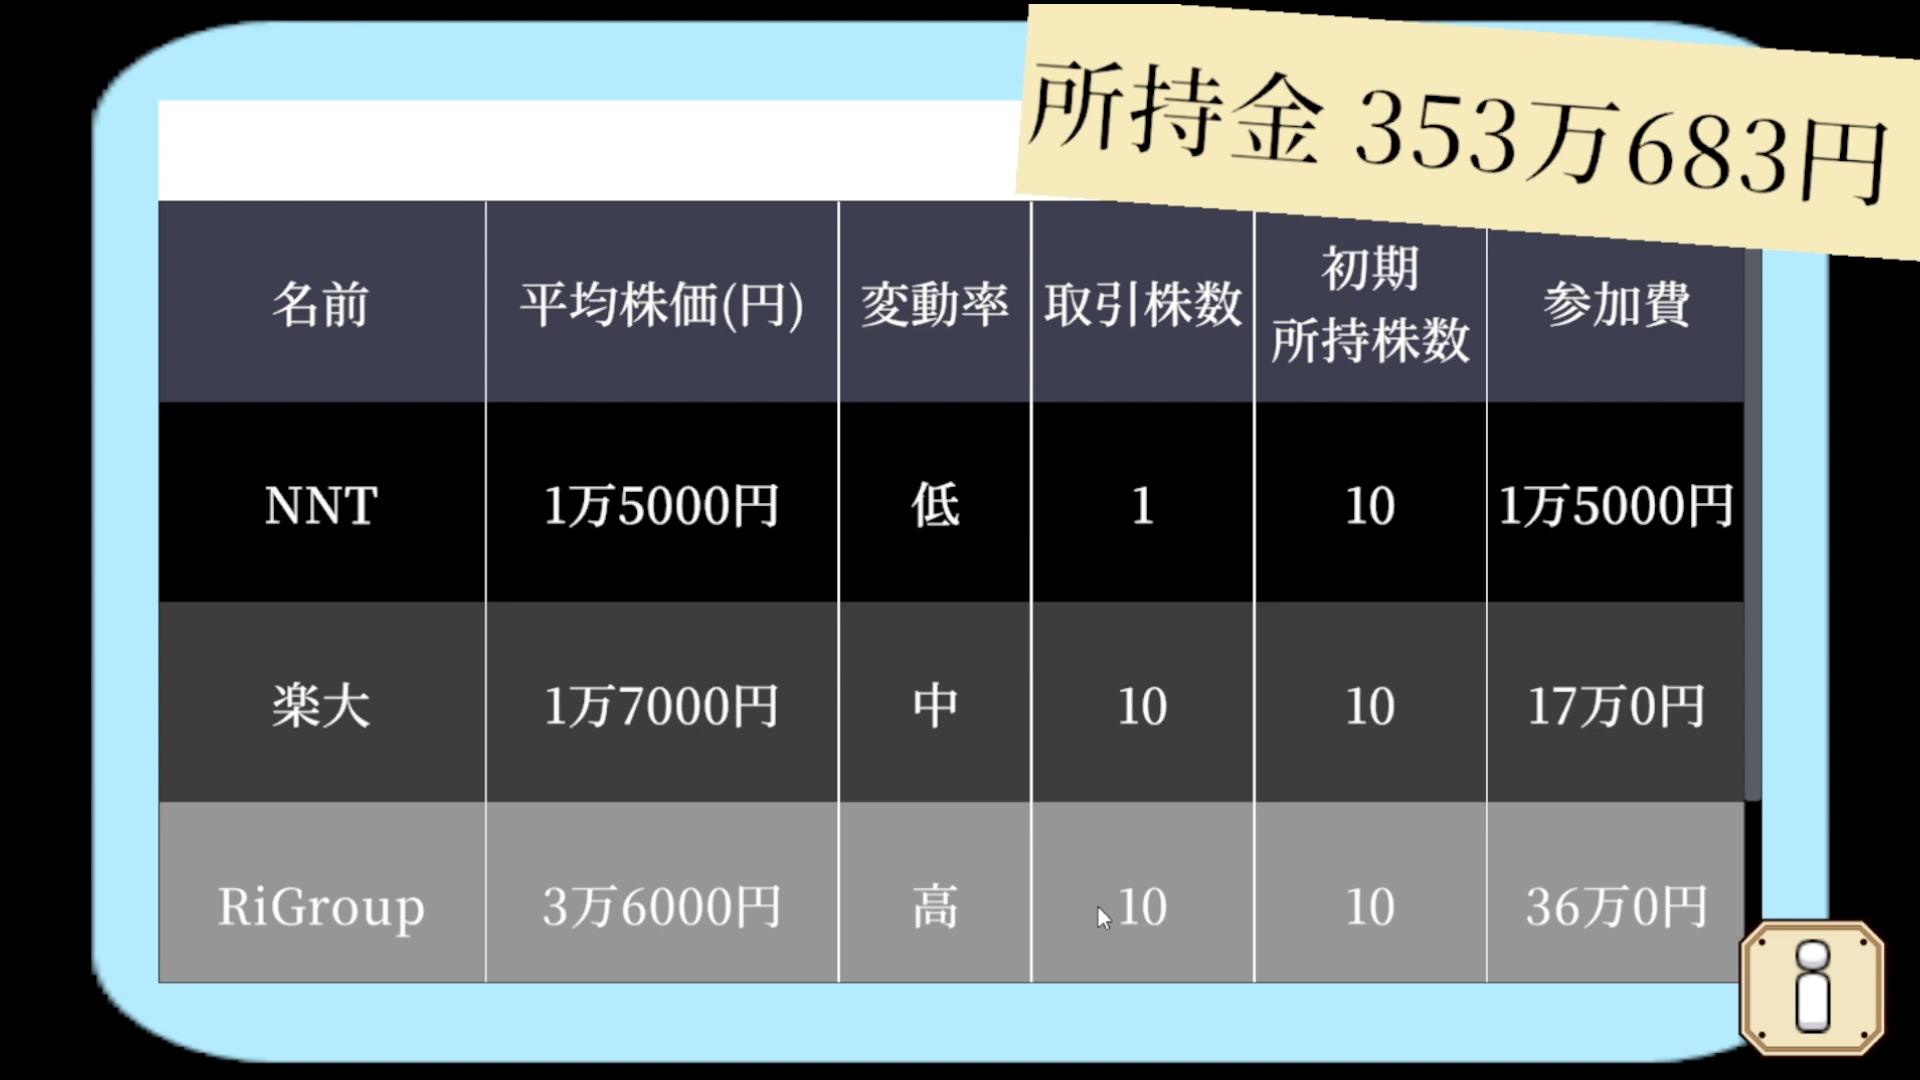 所持金 353万683円
名前 平均株価(円) 変動率 取引株数 初期 所持株数 参加費
NNT 1万5000円 低 1 10 1万5000円
楽大 1万7000円 中 10 10 17万0円
RiGroup 3万6000円 高 10 10 36万0円